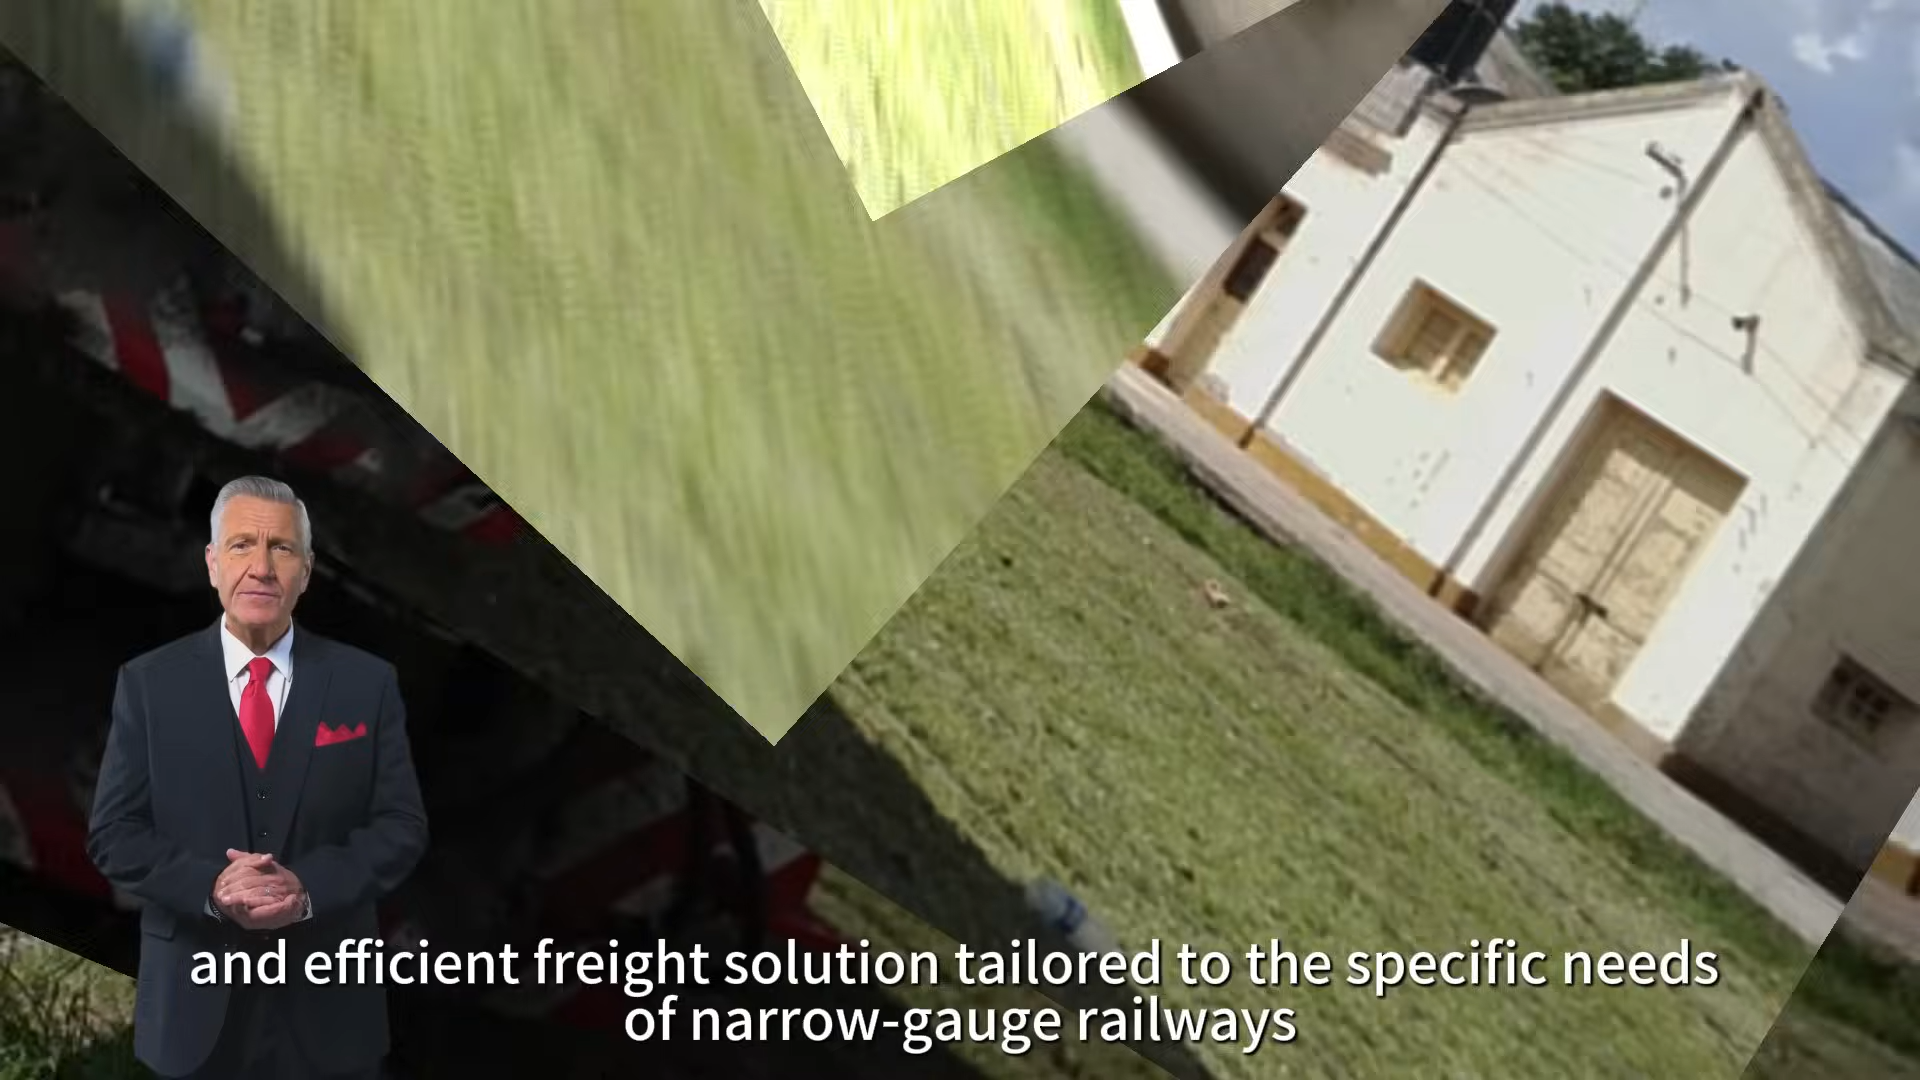 and efficient freight solution tailored to the specific needs
of narrow-gauge railways